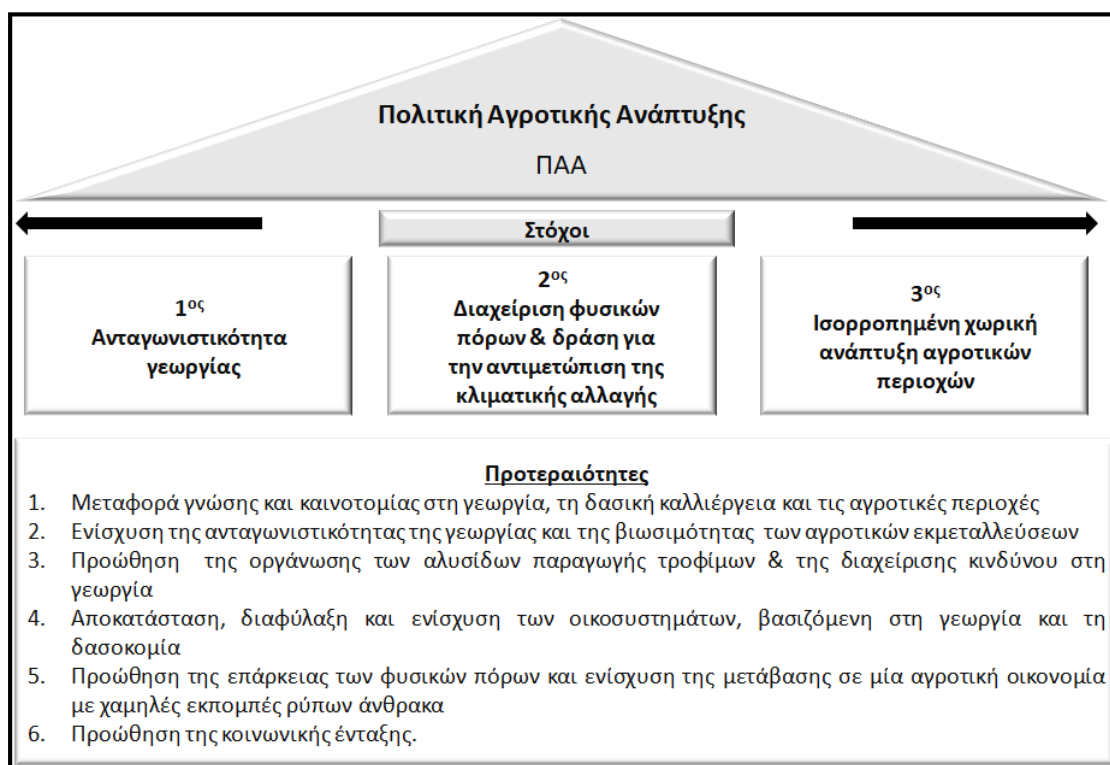 Πολιτική Αγροτικής Ανάπτυξης
ΠΑΑ
Στόχοι
1ος
Ανταγωνιστικότητα
γεωργίας
2ος
Διαχείριση φυσικών
πόρων & δράση για
την αντιμετώπιση της
κλιματικής αλλαγής
3ος
Ισορροπημένη χωρική
ανάπτυξη αγροτικών
περιοχών
Προτεραιότητες
1. Μεταφορά γνώσης και καινοτομίας στη γεωργία, τη δασική καλλιέργεια και τις αγροτικές περιοχές
2. Ενίσχυση της ανταγωνιστικότητας της γεωργίας και της βιωσιμότητας των αγροτικών εκμεταλλεύσεων
3. Προώθηση της οργάνωσης των αλυσίδων παραγωγής τροφίμων & της διαχείρισης κινδύνου στη
γεωργία
4. Αποκατάσταση, διαφύλαξη και ενίσχυση των οικοσυστημάτων, βασιζόμενη στη γεωργία και τη
δασοκομία
5. Προώθηση της επάρκειας των φυσικών πόρων και ενίσχυση της μετάβασης σε μία αγροτική οικονομία
με χαμηλές εκπομπές ρύπων άνθρακα
6. Προώθηση της κοινωνικής ένταξης.